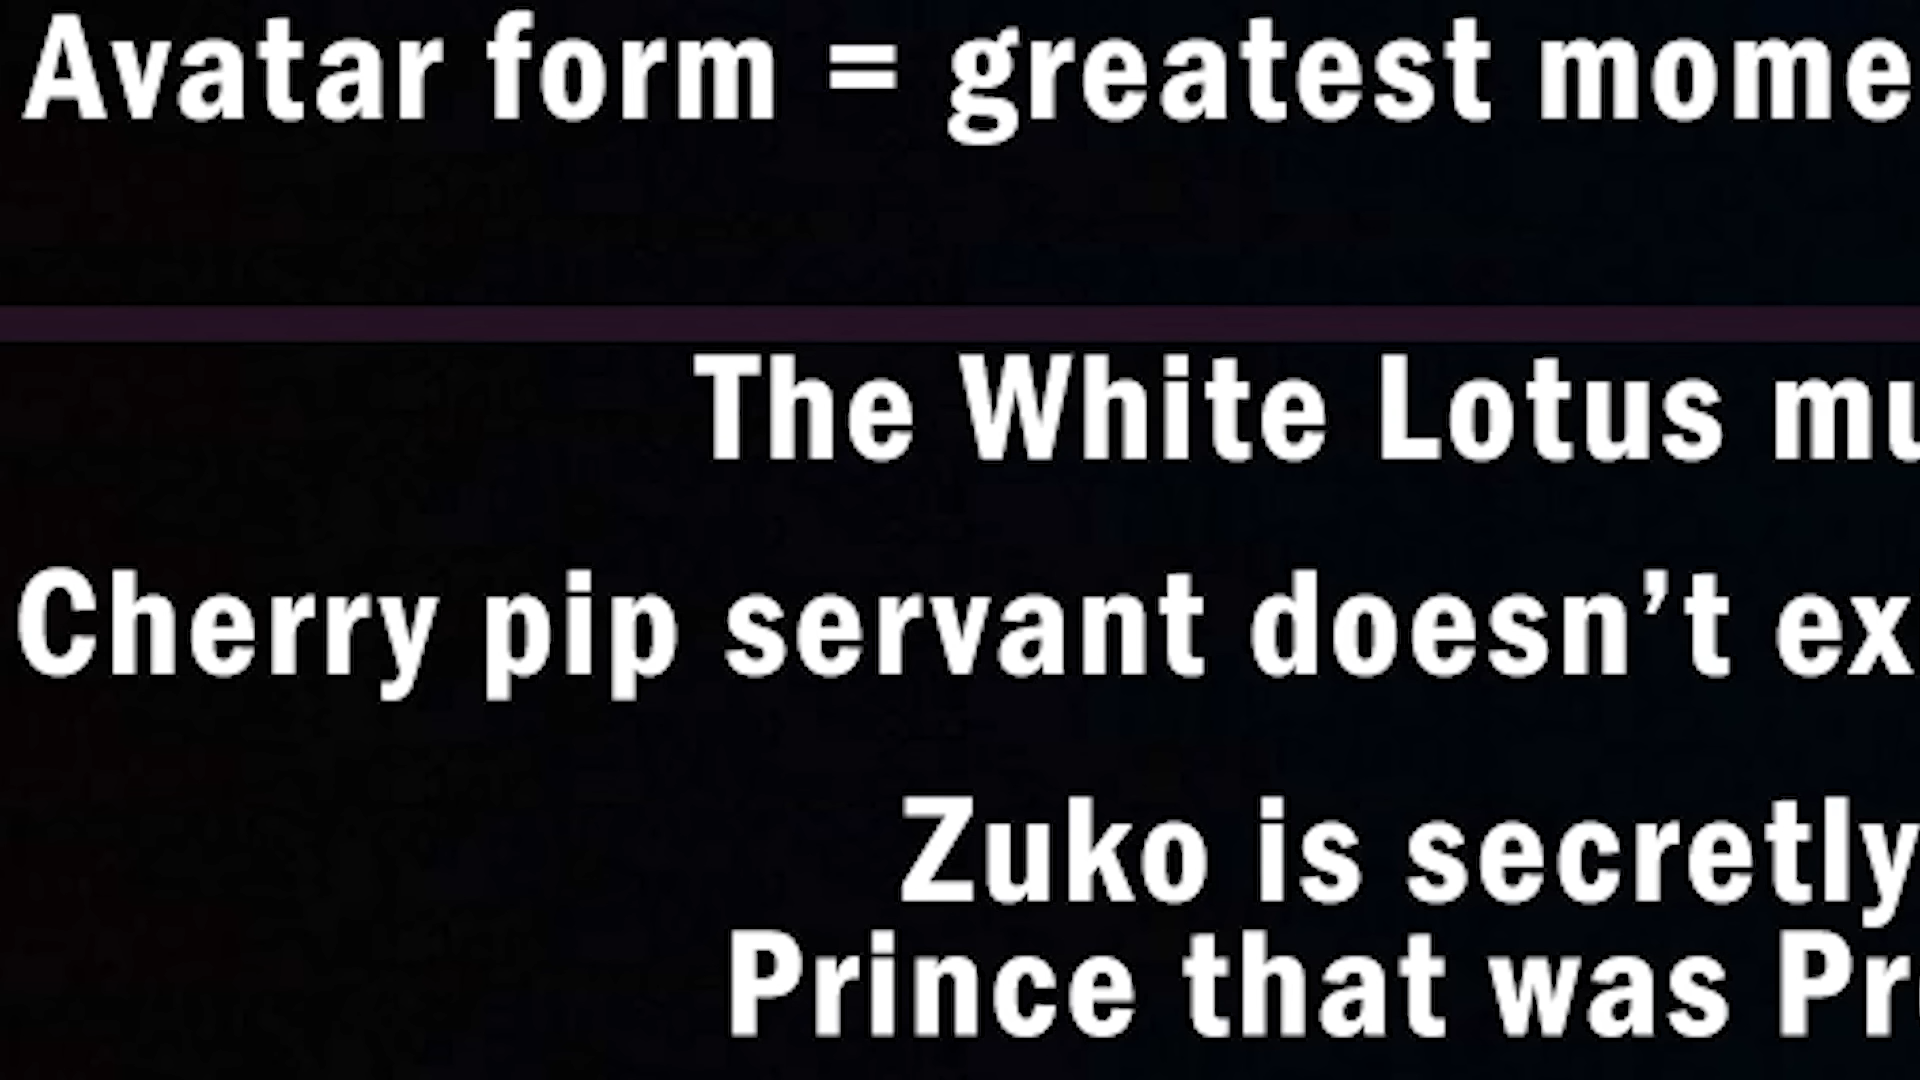 Avatar form = greatest mome
The White Lotus mu
Cherry pip servant doesn’t ex
Zuko is secretly
Prince that was Pr